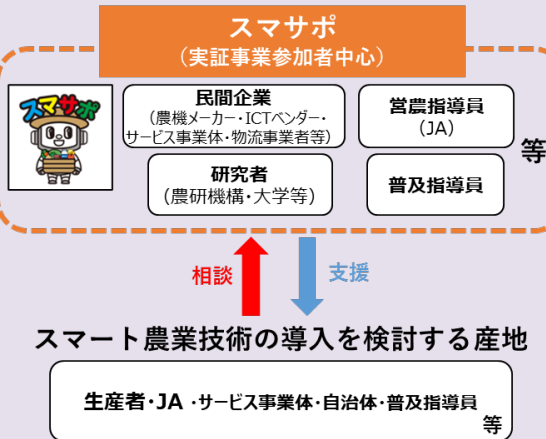 スマサポ
(実証事業参加者中心)
スマサポ
民間企業
(農機メーカー・ICTベンダー・
サービス事業体・物流事業者等)
営農指導員
(JA)
研究者
(農研機構・大学等)
普及指導員
等
相談
支援
スマート農業技術の導入を検討する産地
生産者・JA・サービス事業体・自治体・普及指導員
等